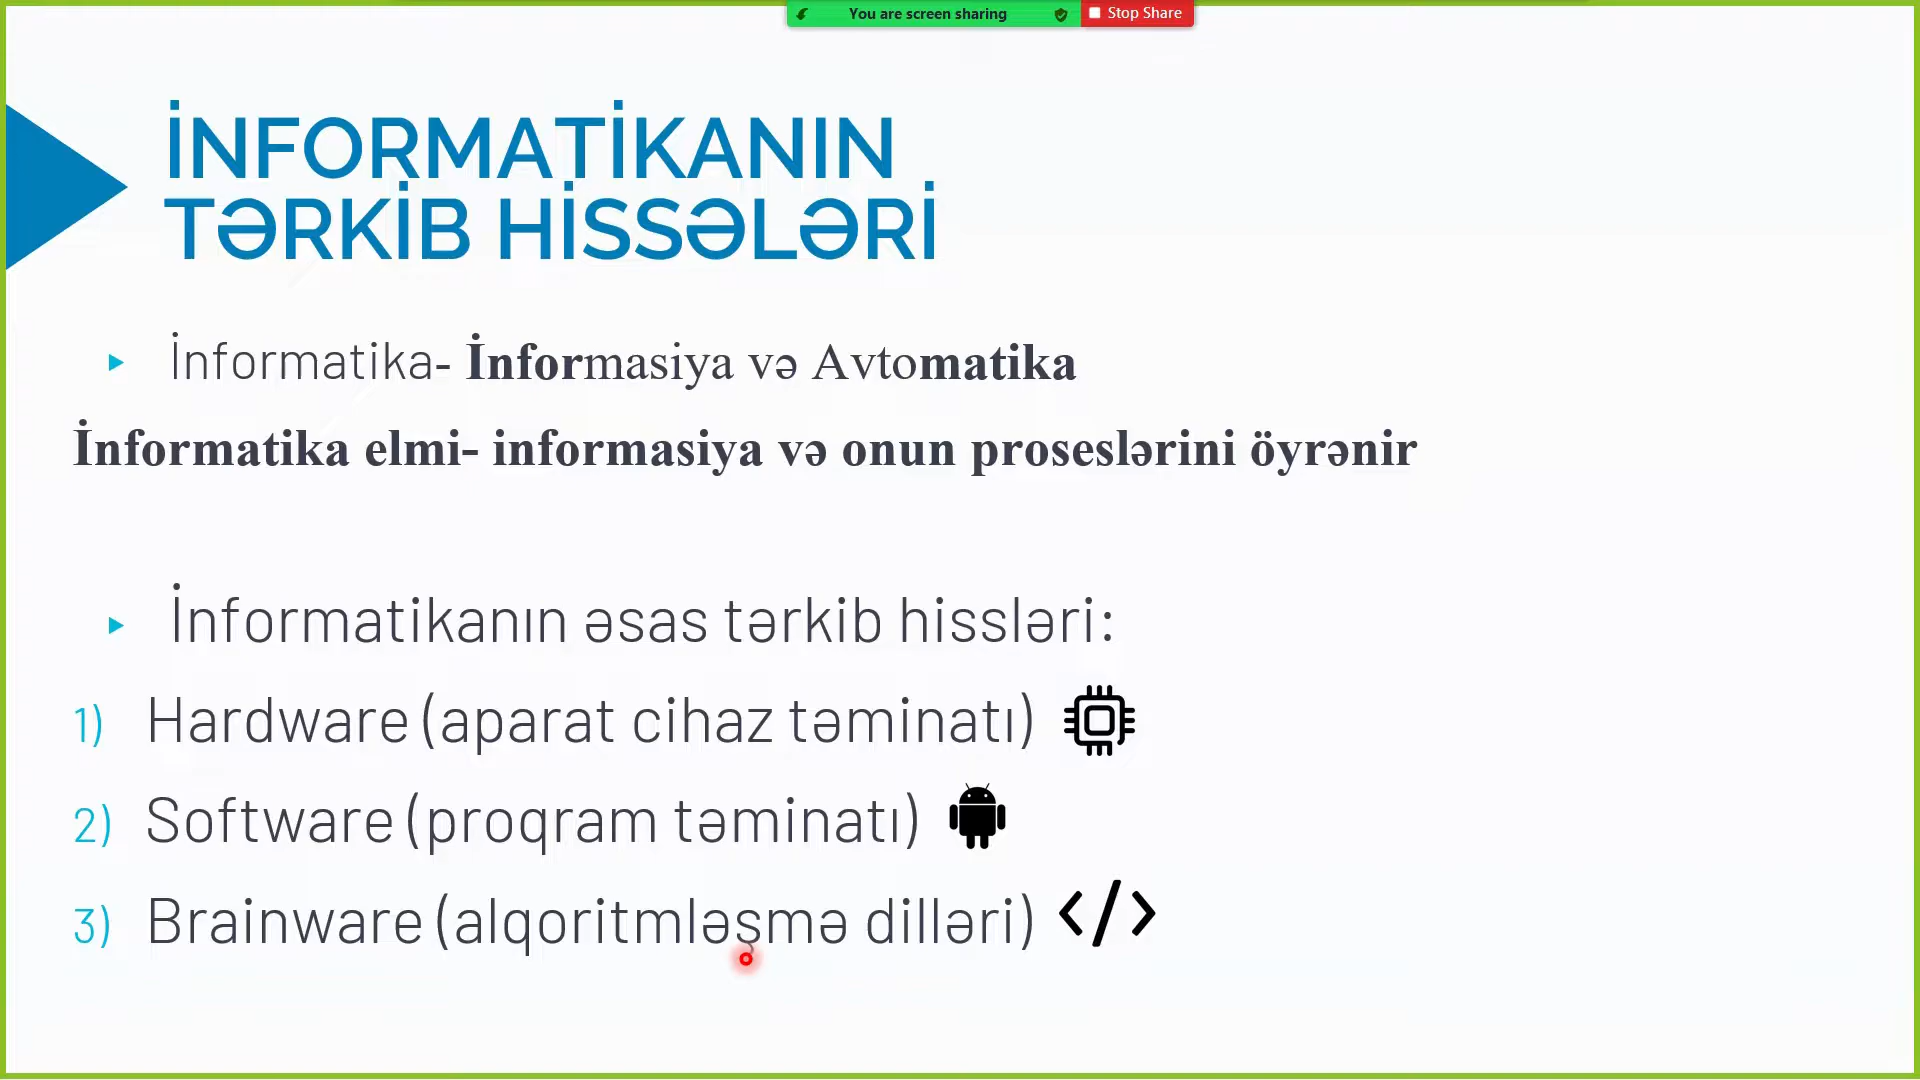 You are screen sharing Stop Share
İNFORMATİKANIN
TƏRKİB HİSSƏLƏRİ
İnformatika- İnformasiya və Avtomatika
İnformatika elmi- informasiya və onun proseslərini öyrənir
İnformatikanın əsas tərkib hissləri:
1) Hardware (aparat cihaz təminatı)
2) Software (proqram təminatı)
3) Brainware (alqoritmləşmə dilləri) </>